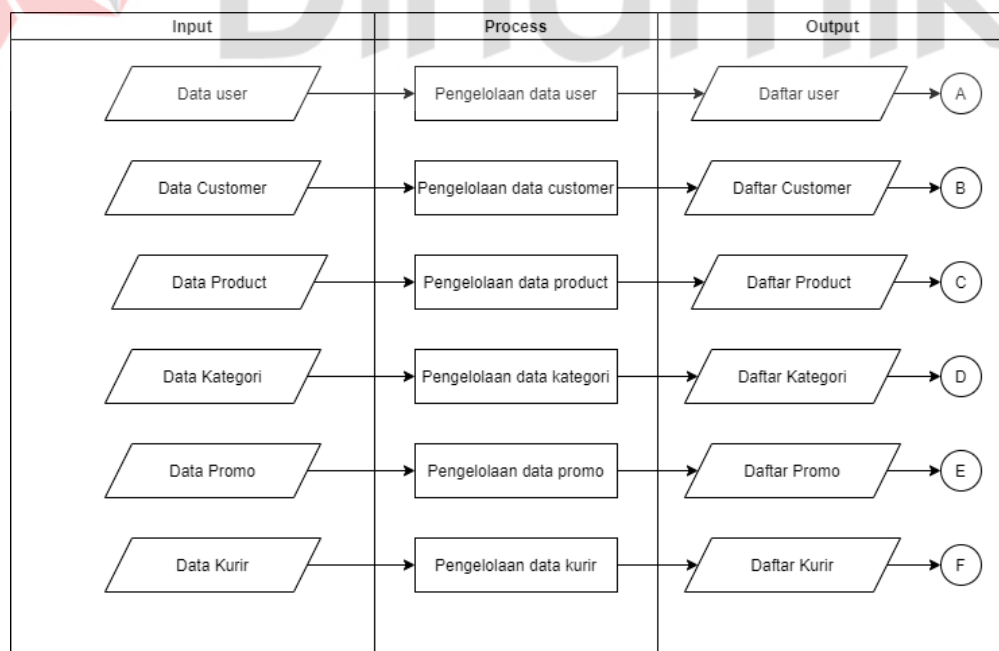 Input Process Output
Data user Pengelolaan data user Daftar user A
Data Customer Pengelolaan data customer Daftar Customer B
Data Product Pengelolaan data product Daftar Product C
Data Kategori Pengelolaan data kategori Daftar Kategori D
Data Promo Pengelolaan data promo Daftar Promo E
Data Kurir Pengelolaan data kurir Daftar Kurir F